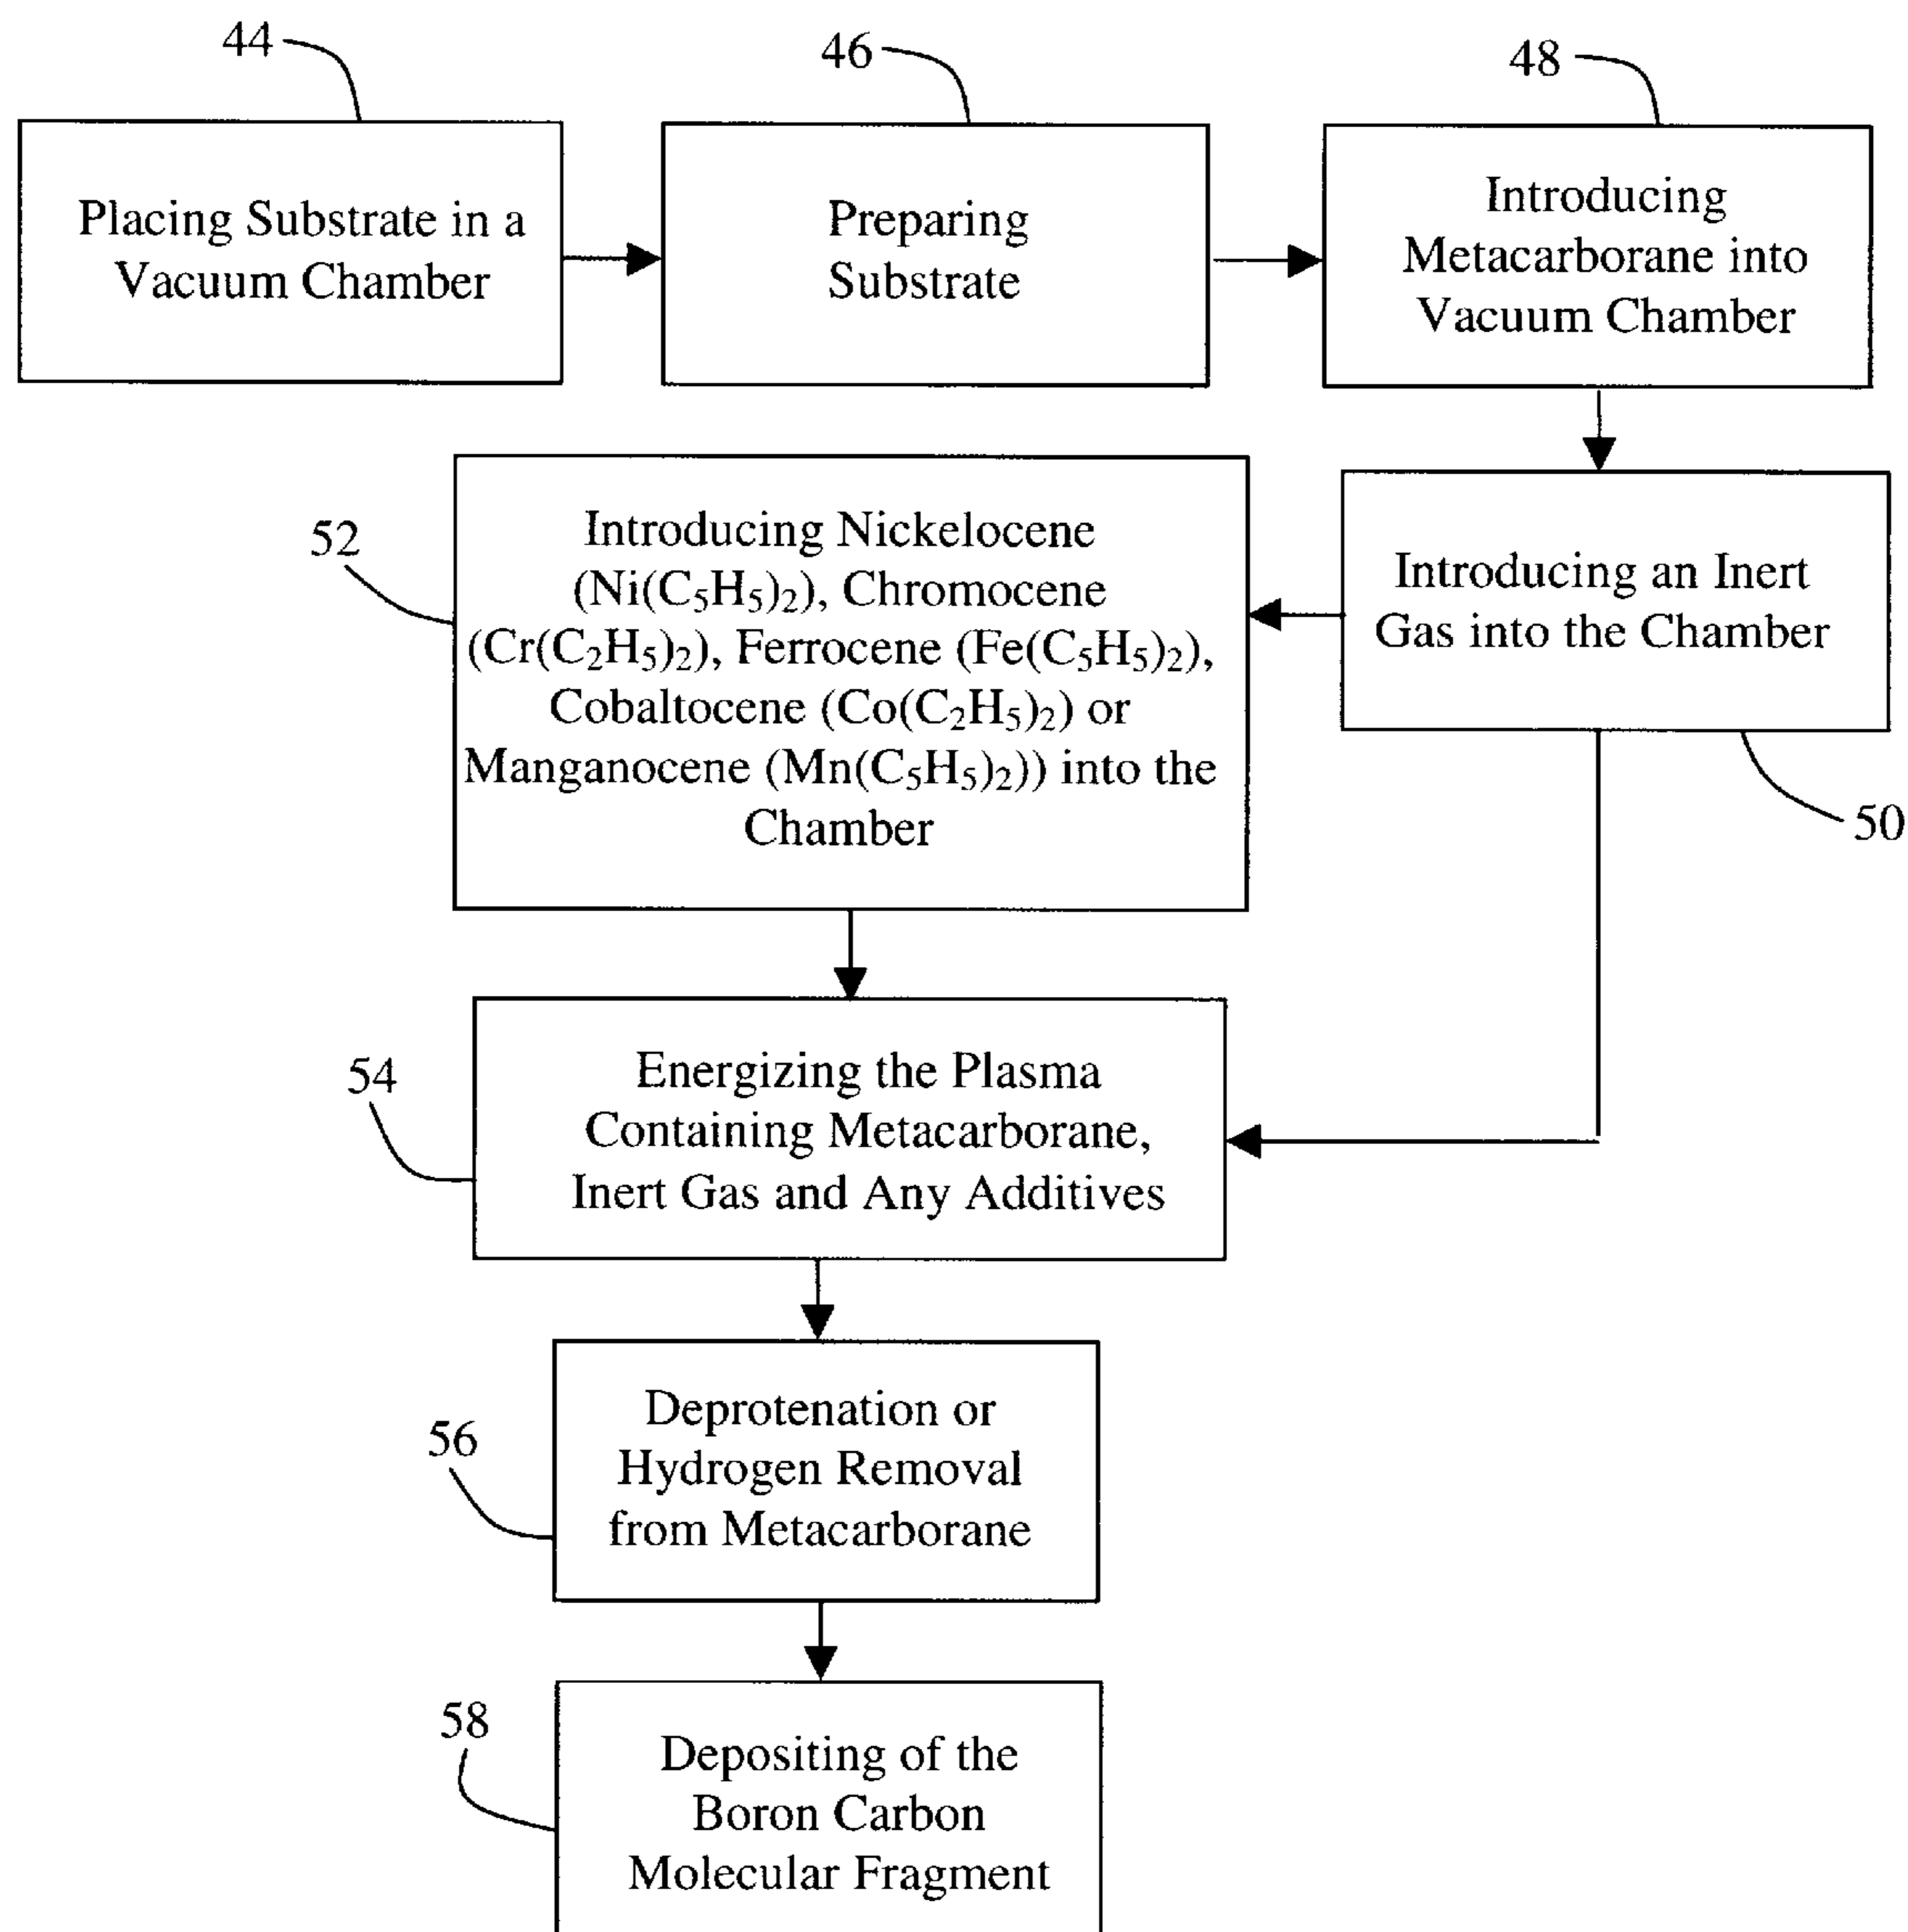 44
46
48
Placing Substrate in a
Vacuum Chamber
Preparing
Substrate
Introducing
Metacarborane into
Vacuum Chamber
52
Introducing Nickelocene
(Ni(C₅H₅)₂), Chromocene
(Cr(C₂H₅)₂), Ferrocene (Fe(C₅H₅)₂),
Cobaltocene (Co(C₂H₅)₂) or
Manganocene (Mn(C₅H₅)₂)) into the
Chamber
Introducing an Inert
Gas into the Chamber
50
54
Energizing the Plasma
Containing Metacarborane,
Inert Gas and Any Additives
56
Deprotenation or
Hydrogen Removal
from Metacarborane
58
Depositing of the
Boron Carbon
Molecular Fragment